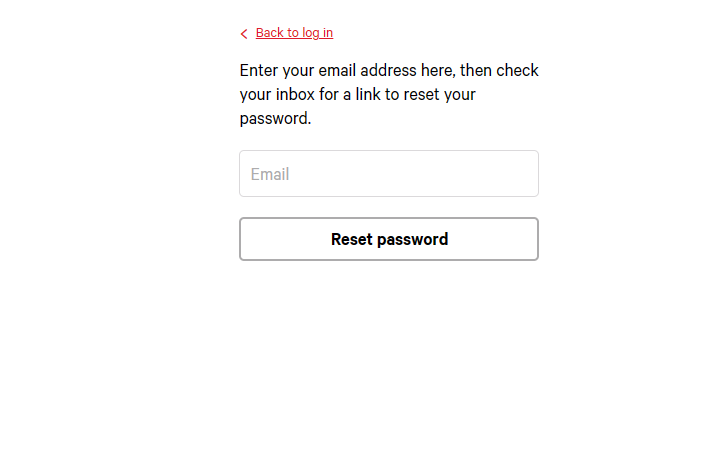 Back to log in
Enter your email address here, then check
your inbox for a link to reset your
password.
Email
Reset password